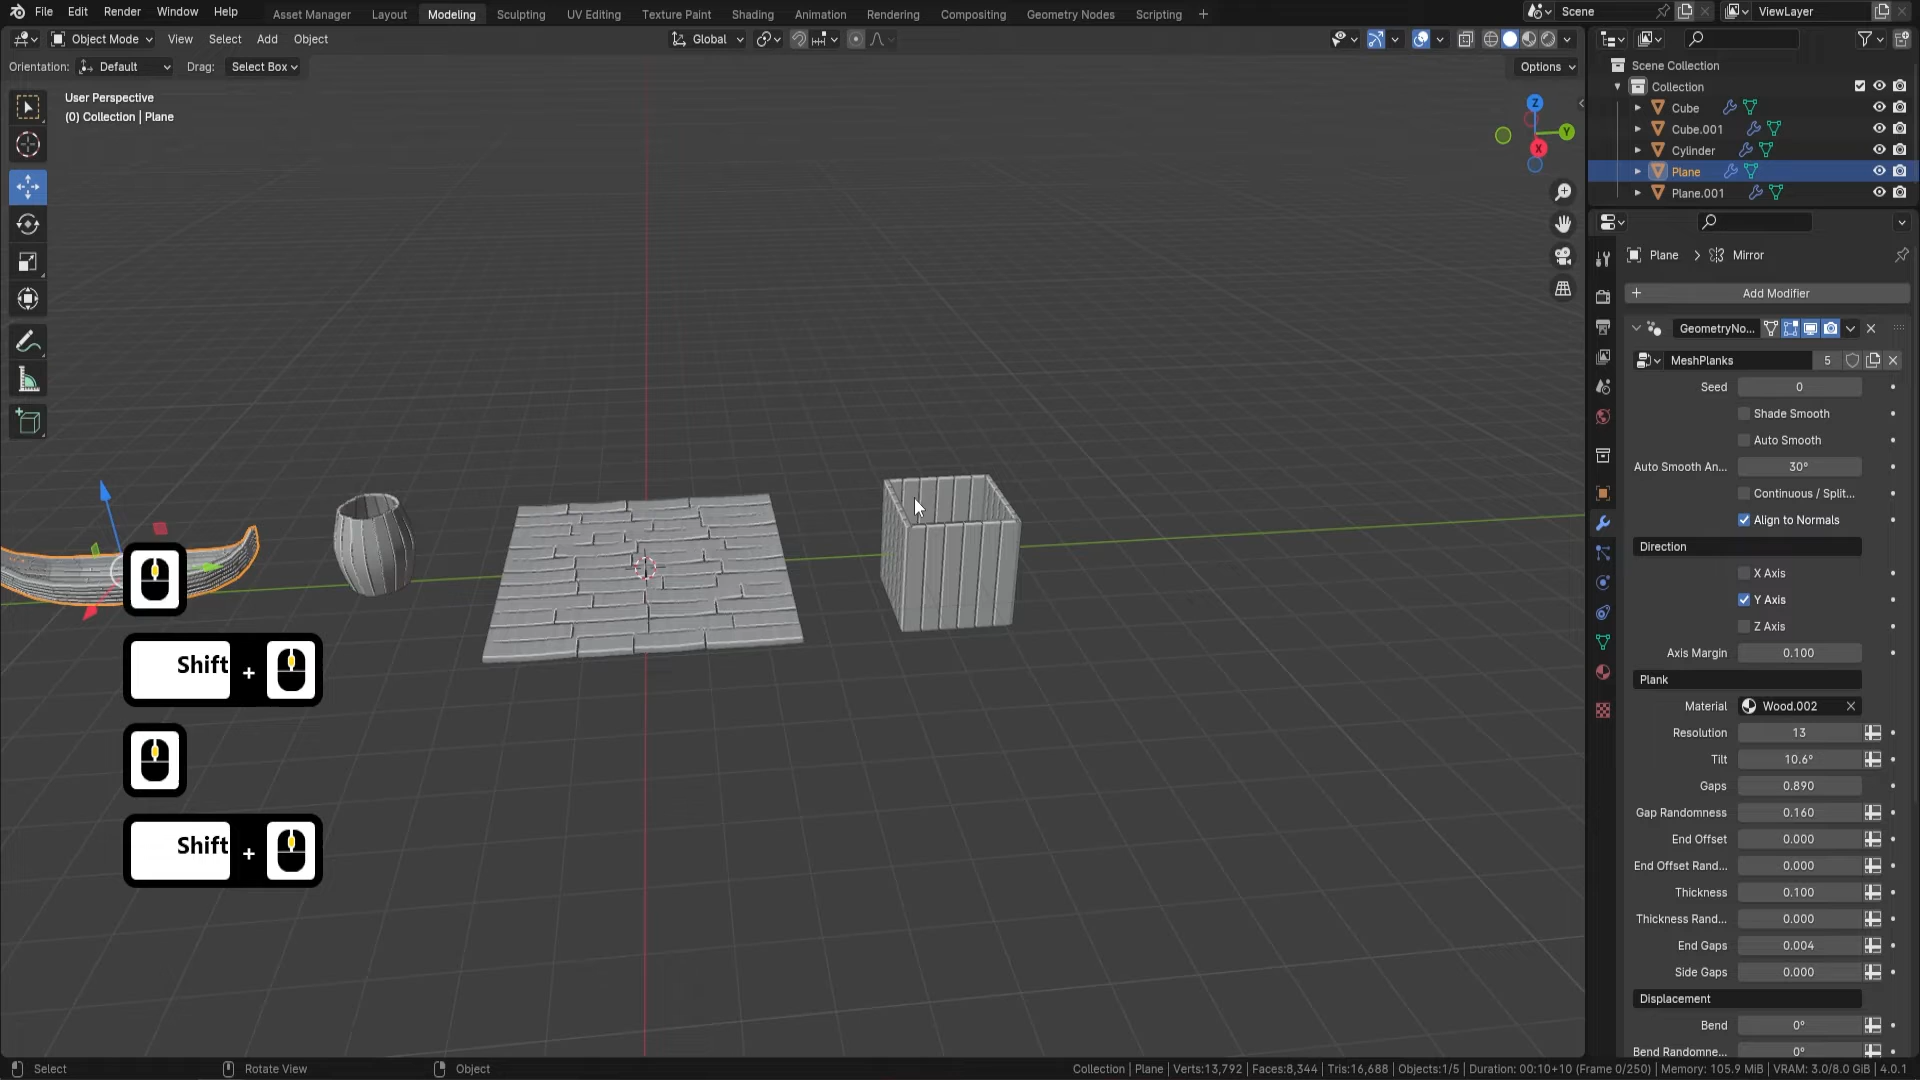 File Edit Render Window Help Asset Manager Layout Modeling Sculpting UV Editing Texture Paint Shading Animation Rendering Compositing Geometry Nodes Scripting + Scene ViewLayer
Object Mode View Select Add Object Global
Orientation: Default Drag: Select Box Options
User Perspective
(0) Collection | Plane
Z
Y
X
Shift +
Shift +
Scene Collection
Collection
Cube
Cube.001
Cylinder
Plane
Plane.001
Plane > Mirror
+ Add Modifier
GeometryNo...
MeshPlanks 5
Seed 0
Shade Smooth
Auto Smooth
Auto Smooth An... 30°
Continuous / Split...
Align to Normals
Direction
X Axis
Y Axis
Z Axis
Axis Margin 0.100
Plank
Material Wood.002
Resolution 13
Tilt 10.6°
Gaps 0.890
Gap Randomness 0.160
End Offset 0.000
End Offset Rand... 0.000
Thickness 0.100
Thickness Rand... 0.000
End Gaps 0.004
Side Gaps 0.000
Displacement
Bend 0°
Bend Randomne... 0°
Select Rotate View Object Collection | Plane | Verts:13,792 | Faces:8,344 | Tris:16,688 | Objects:1/5 | Duration: 00:10+10 (Frame 0/250) | Memory: 105.9 MiB | VRAM: 3.0/8.0 GiB | 4.0.1